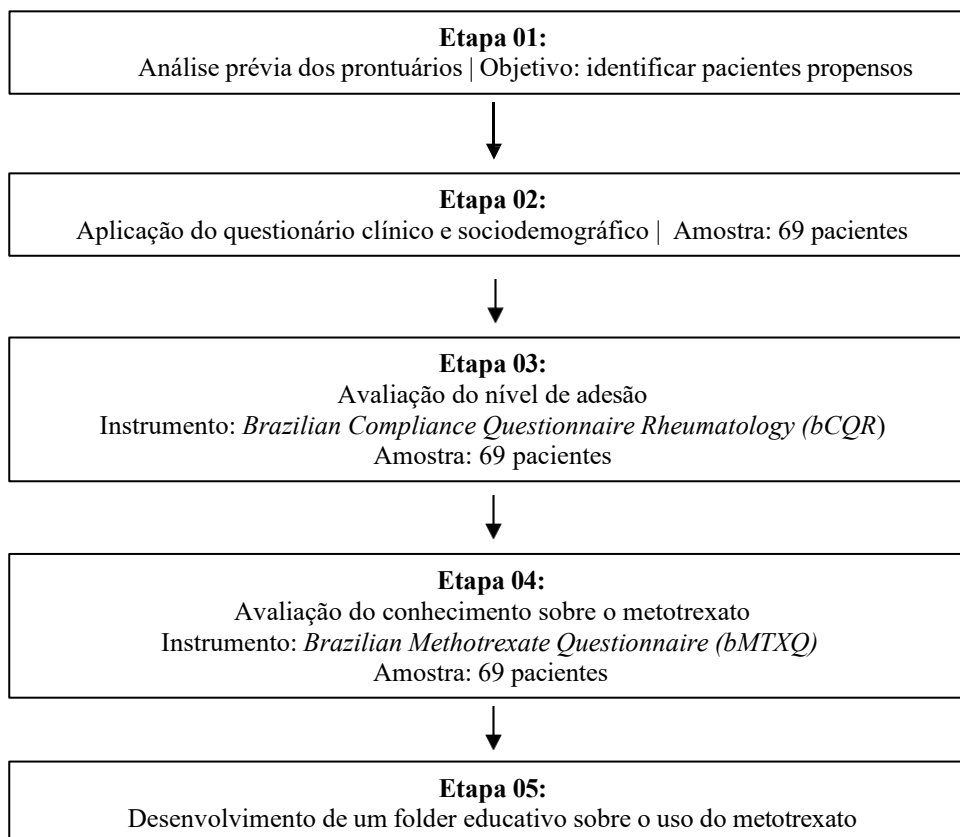 Etapa 01:
Análise prévia dos prontuários | Objetivo: identificar pacientes propensos
Etapa 02:
Aplicação do questionário clínico e sociodemográfico | Amostra: 69 pacientes
Etapa 03:
Avaliação do nível de adesão
Instrumento: Brazilian Compliance Questionnaire Rheumatology (bCQR)
Amostra: 69 pacientes
Etapa 04:
Avaliação do conhecimento sobre o metotrexato
Instrumento: Brazilian Methotrexate Questionnaire (bMTXQ)
Amostra: 69 pacientes
Etapa 05:
Desenvolvimento de um folder educativo sobre o uso do metotrexato